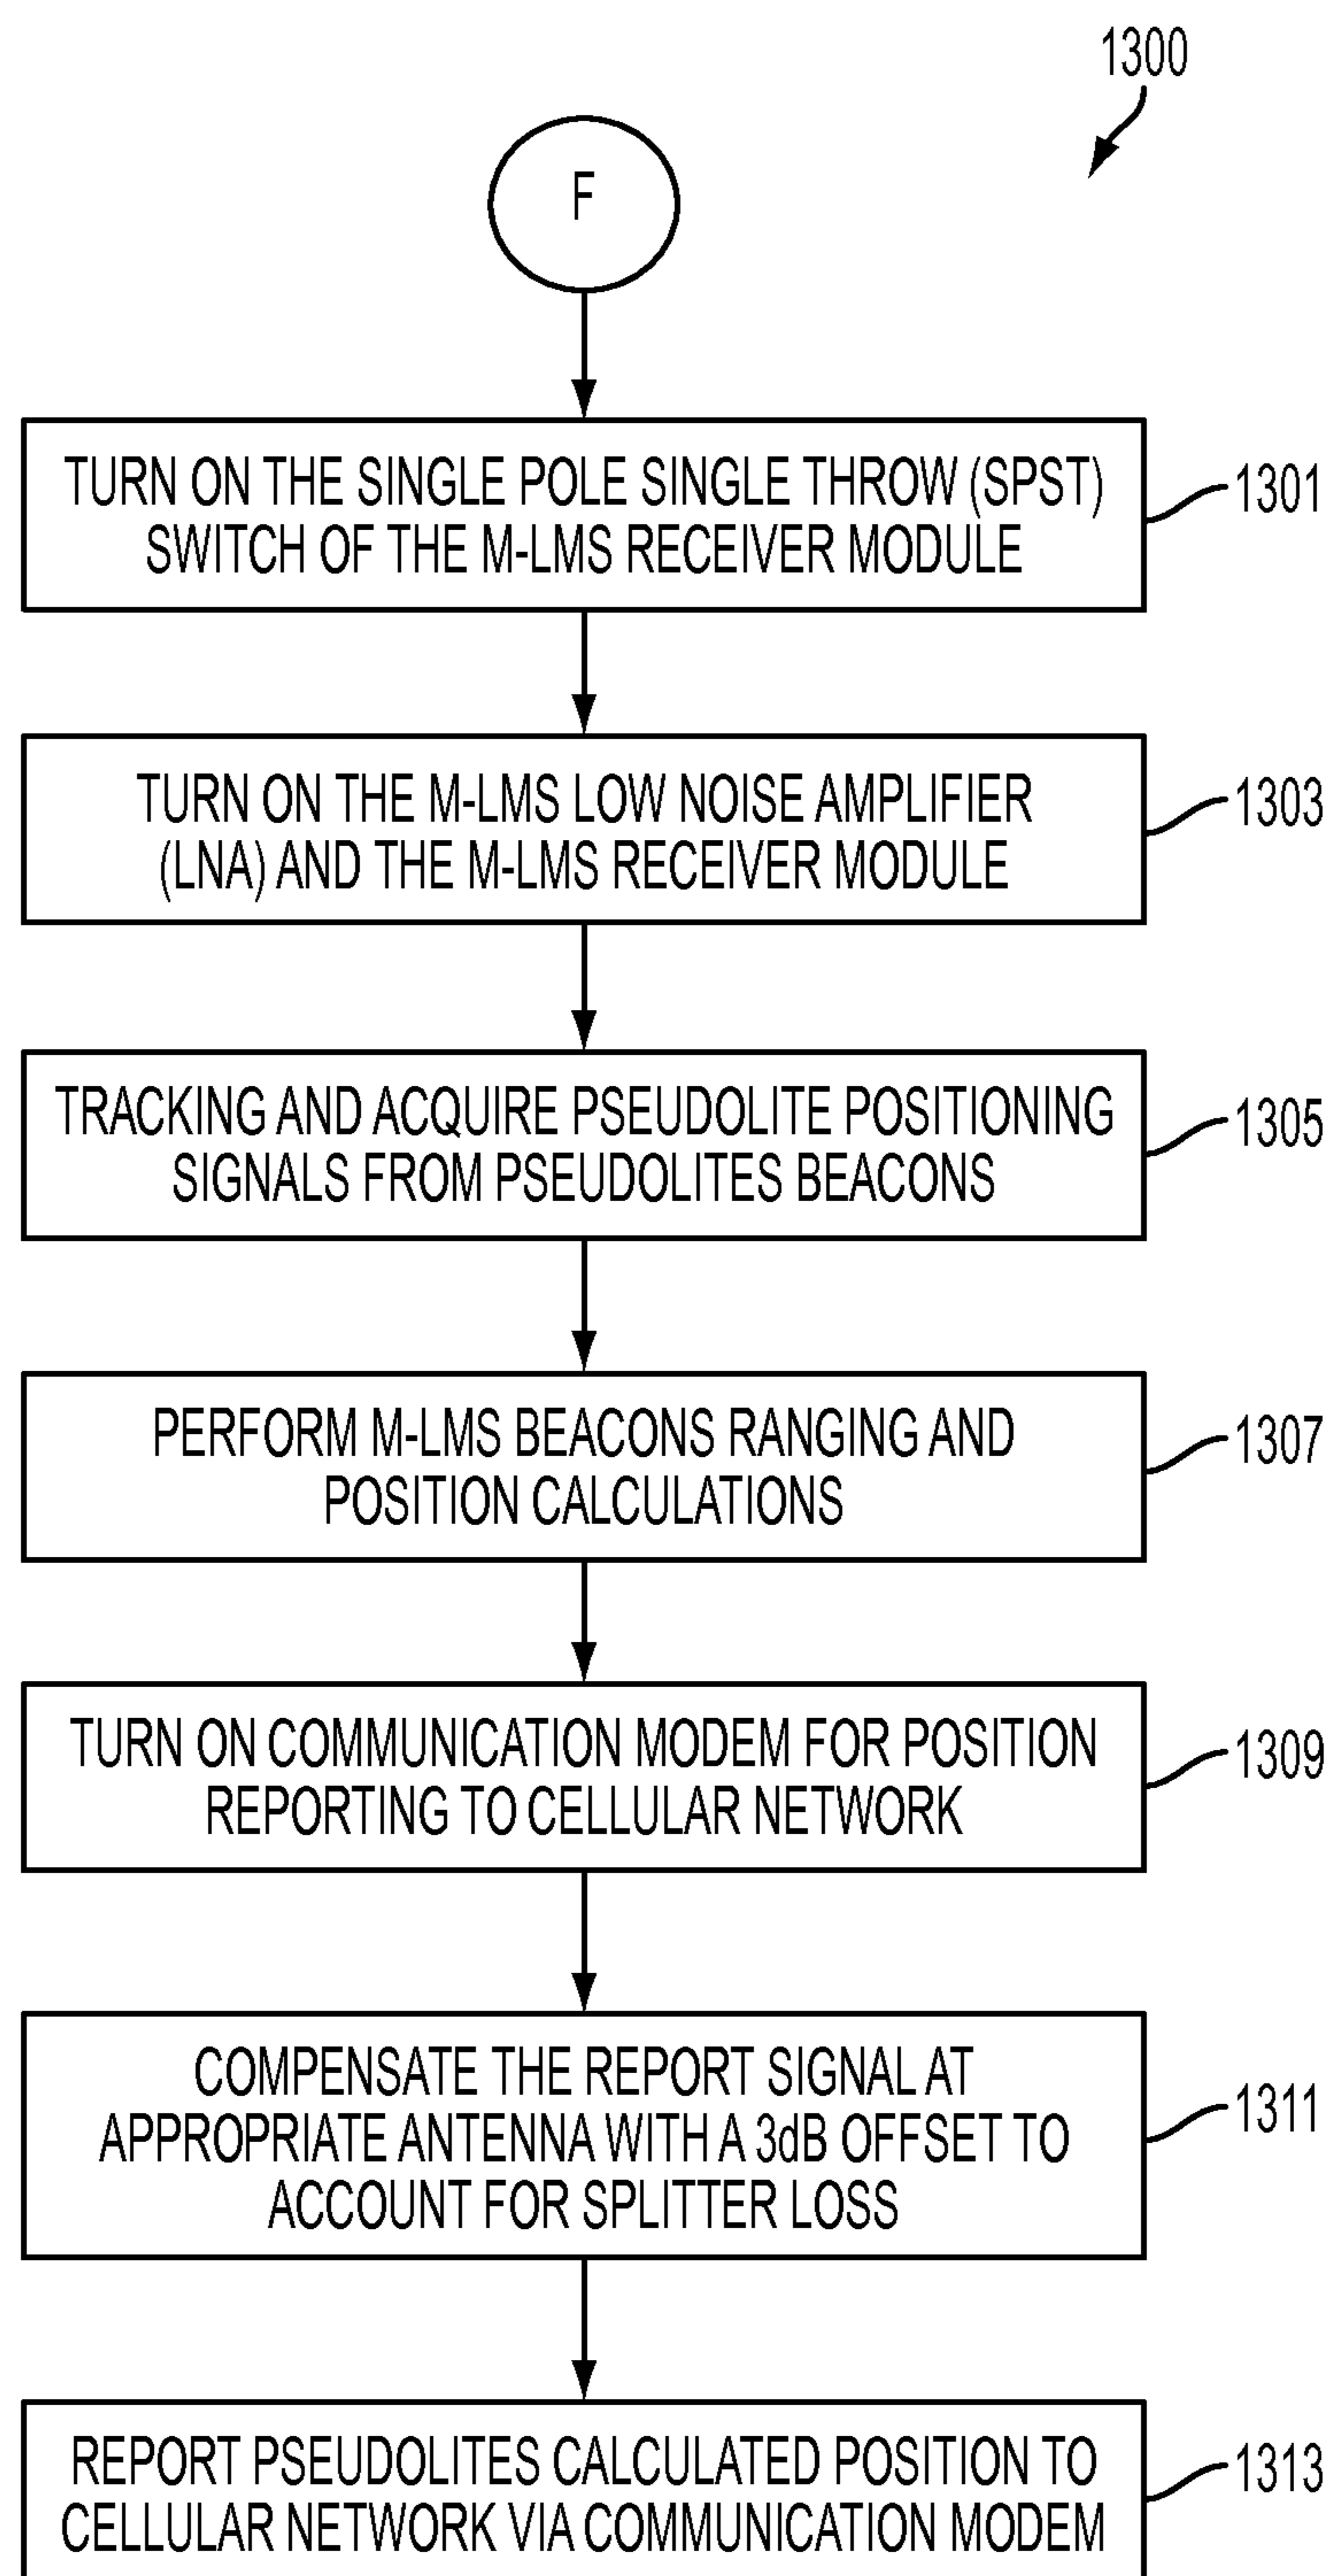 1300
F
TURN ON THE SINGLE POLE SINGLE THROW (SPST)
SWITCH OF THE M-LMS RECEIVER MODULE
1301
TURN ON THE M-LMS LOW NOISE AMPLIFIER
(LNA) AND THE M-LMS RECEIVER MODULE
1303
TRACKING AND ACQUIRE PSEUDOLITE POSITIONING
SIGNALS FROM PSEUDOLITES BEACONS
1305
PERFORM M-LMS BEACONS RANGING AND
POSITION CALCULATIONS
1307
TURN ON COMMUNICATION MODEM FOR POSITION
REPORTING TO CELLULAR NETWORK
1309
COMPENSATE THE REPORT SIGNAL AT
APPROPRIATE ANTENNA WITH A 3dB OFFSET TO
ACCOUNT FOR SPLITTER LOSS
1311
REPORT PSEUDOLITES CALCULATED POSITION TO
CELLULAR NETWORK VIA COMMUNICATION MODEM
1313